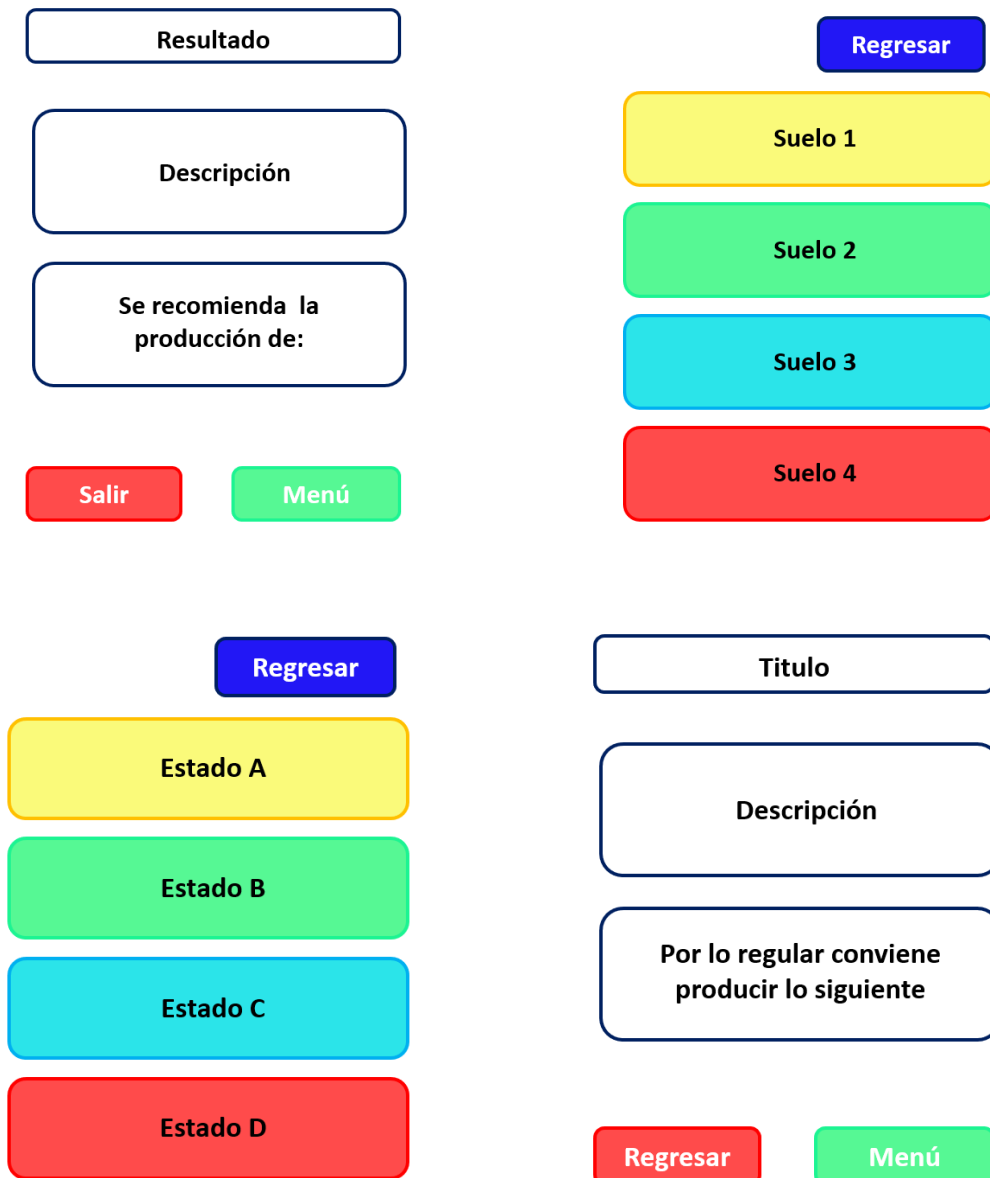 Resultado
Descripción
Se recomienda la
producción de:
Salir
Menú
Regresar
Suelo 1
Suelo 2
Suelo 3
Suelo 4
Regresar
Estado A
Estado B
Estado C
Estado D
Titulo
Descripción
Por lo regular conviene
producir lo siguiente
Regresar
Menú